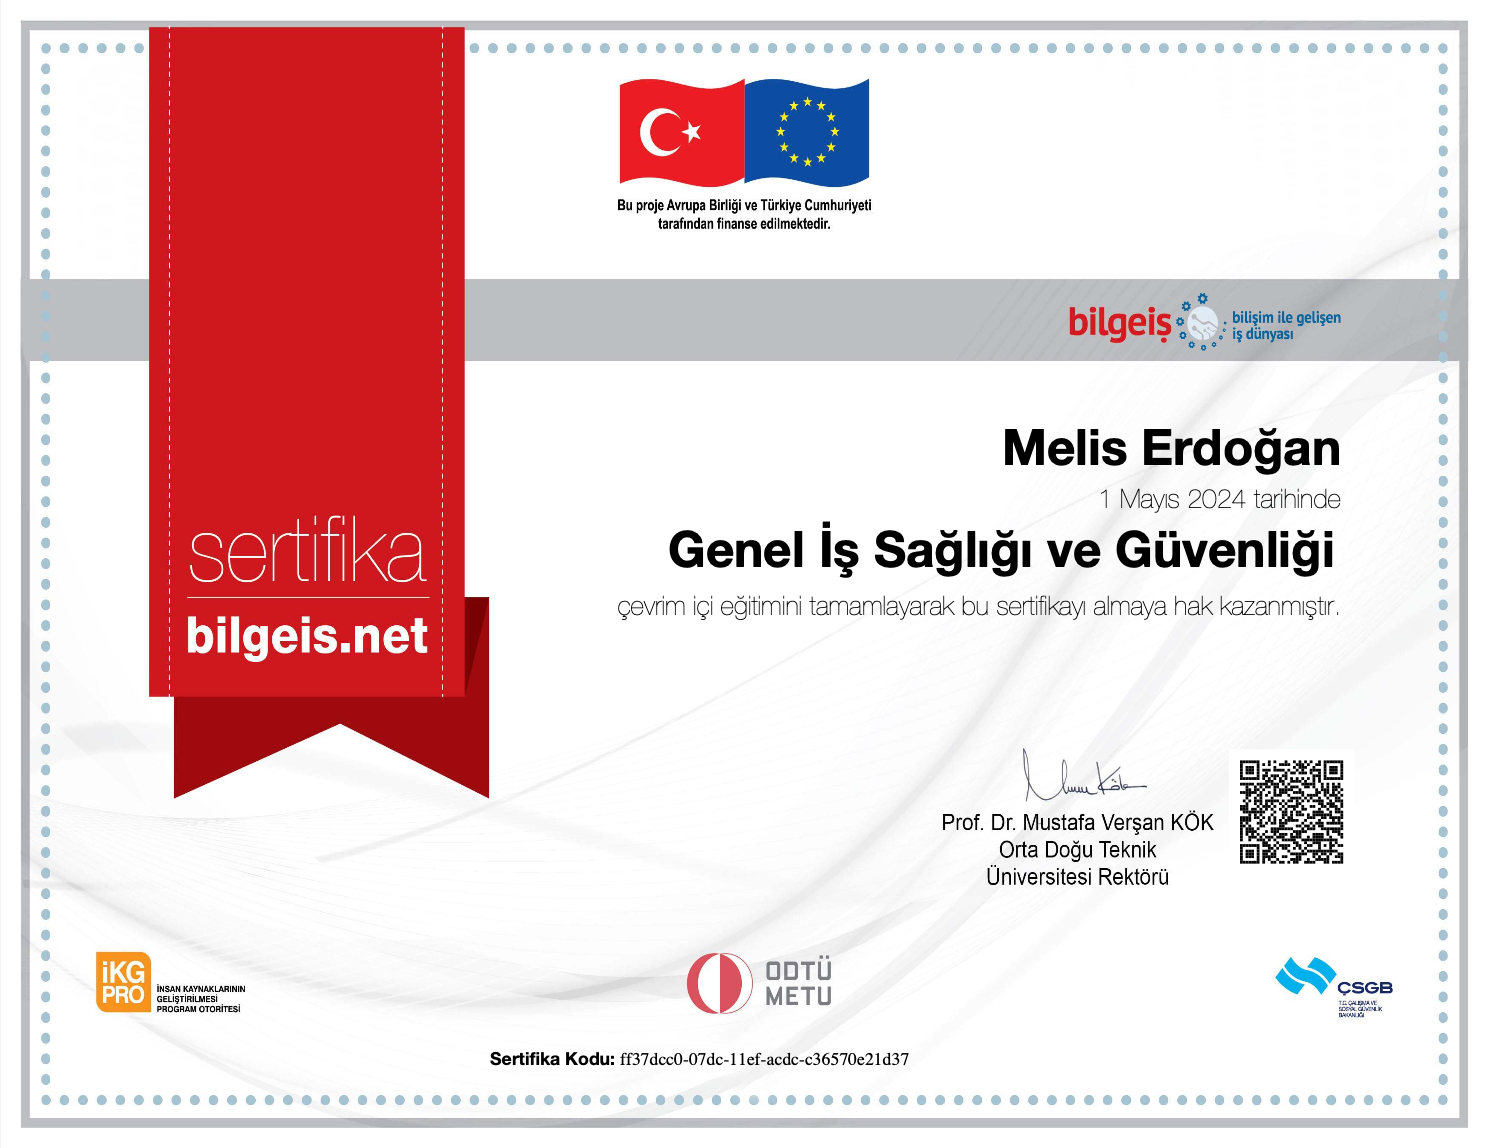 Bu proje Avrupa Birliği ve Türkiye Cumhuriyeti
tarafından finanse edilmektedir.
bilgeiş
bilişim ile gelişen
iş dünyası
Melis Erdoğan
1 Mayıs 2024 tarihinde
Genel İş Sağlığı ve Güvenliği
çevrim içi eğitimini tamamlayarak bu sertifikayı almaya hak kazanmıştır.
sertifika
bilgeis.net
Prof. Dr. Mustafa Verşan KÖK
Orta Doğu Teknik
Üniversitesi Rektörü
iKG
PRO
İNSAN KAYNAKLARININ
GELİŞTİRİLMESİ
PROGRAM OTORİTESİ
ODTÜ
METU
ÇSGB
T.C. ÇALIŞMA VE
SOSYAL GÜVENLİK
BAKANLIĞI
Sertifika Kodu: ff37dcc0-07dc-11ef-acdc-c36570e21d37